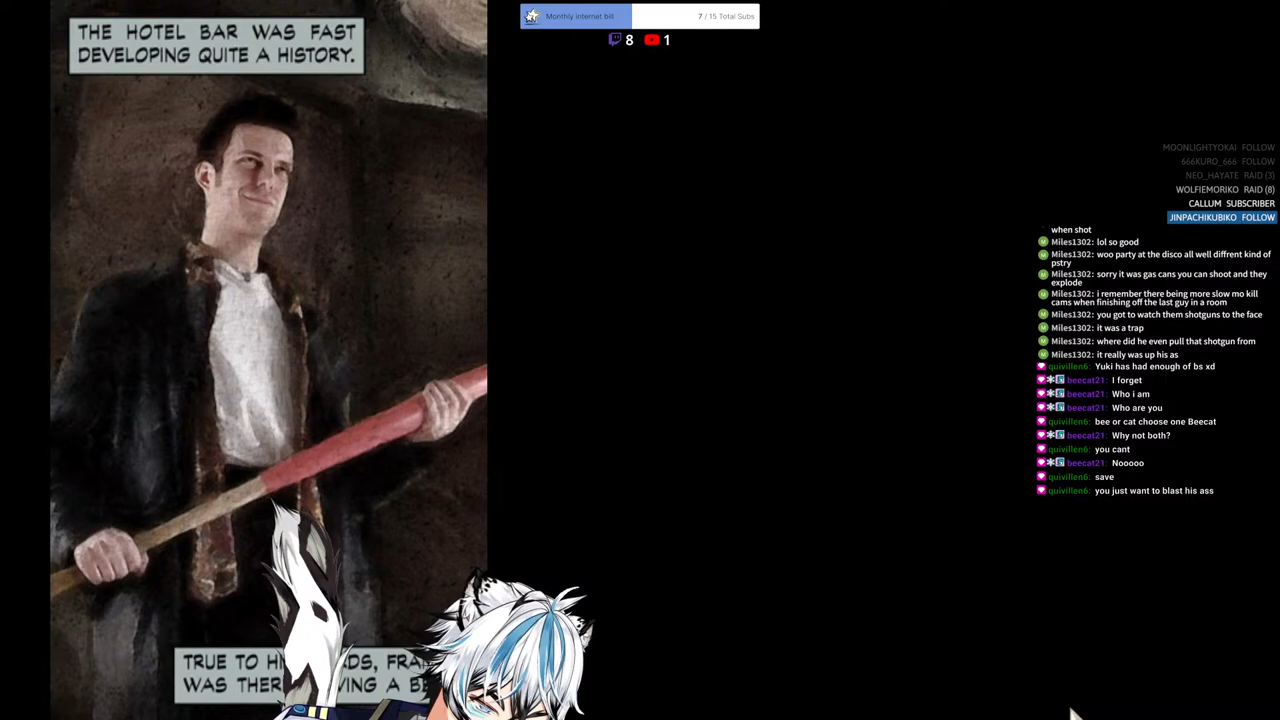 THE HOTEL BAR WAS FAST
DEVELOPING QUITE A HISTORY.
Monthly internet bill
7 / 15 Total Subs
8
1
MOONLIGHTYOKAI FOLLOW
666KURO_666 FOLLOW
NEO_HAYATE RAID (3)
WOLFIEMORIKO RAID (8)
CALLUM SUBSCRIBER
JINPACHIKUBIKO FOLLOW
when shot
Miles1302: lol so good
Miles1302: woo party at the disco all well diffrent kind of
pstry
Miles1302: sorry it was gas cans you can shoot and they
explode
Miles1302: i remember there being more slow mo kill
cams when finishing off the last guy in a room
Miles1302: you got to watch them shotguns to the face
Miles1302: it was a trap
Miles1302: where did he even pull that shotgun from
Miles1302: it really was up his as
quivillen6: Yuki has had enough of bs xd
beecat21: I forget
beecat21: Who i am
beecat21: Who are you
quivillen6: bee or cat choose one Beecat
beecat21: Why not both?
quivillen6: you cant
beecat21: Nooooo
quivillen6: save
quivillen6: you just want to blast his ass
TRUE TO
WAS A